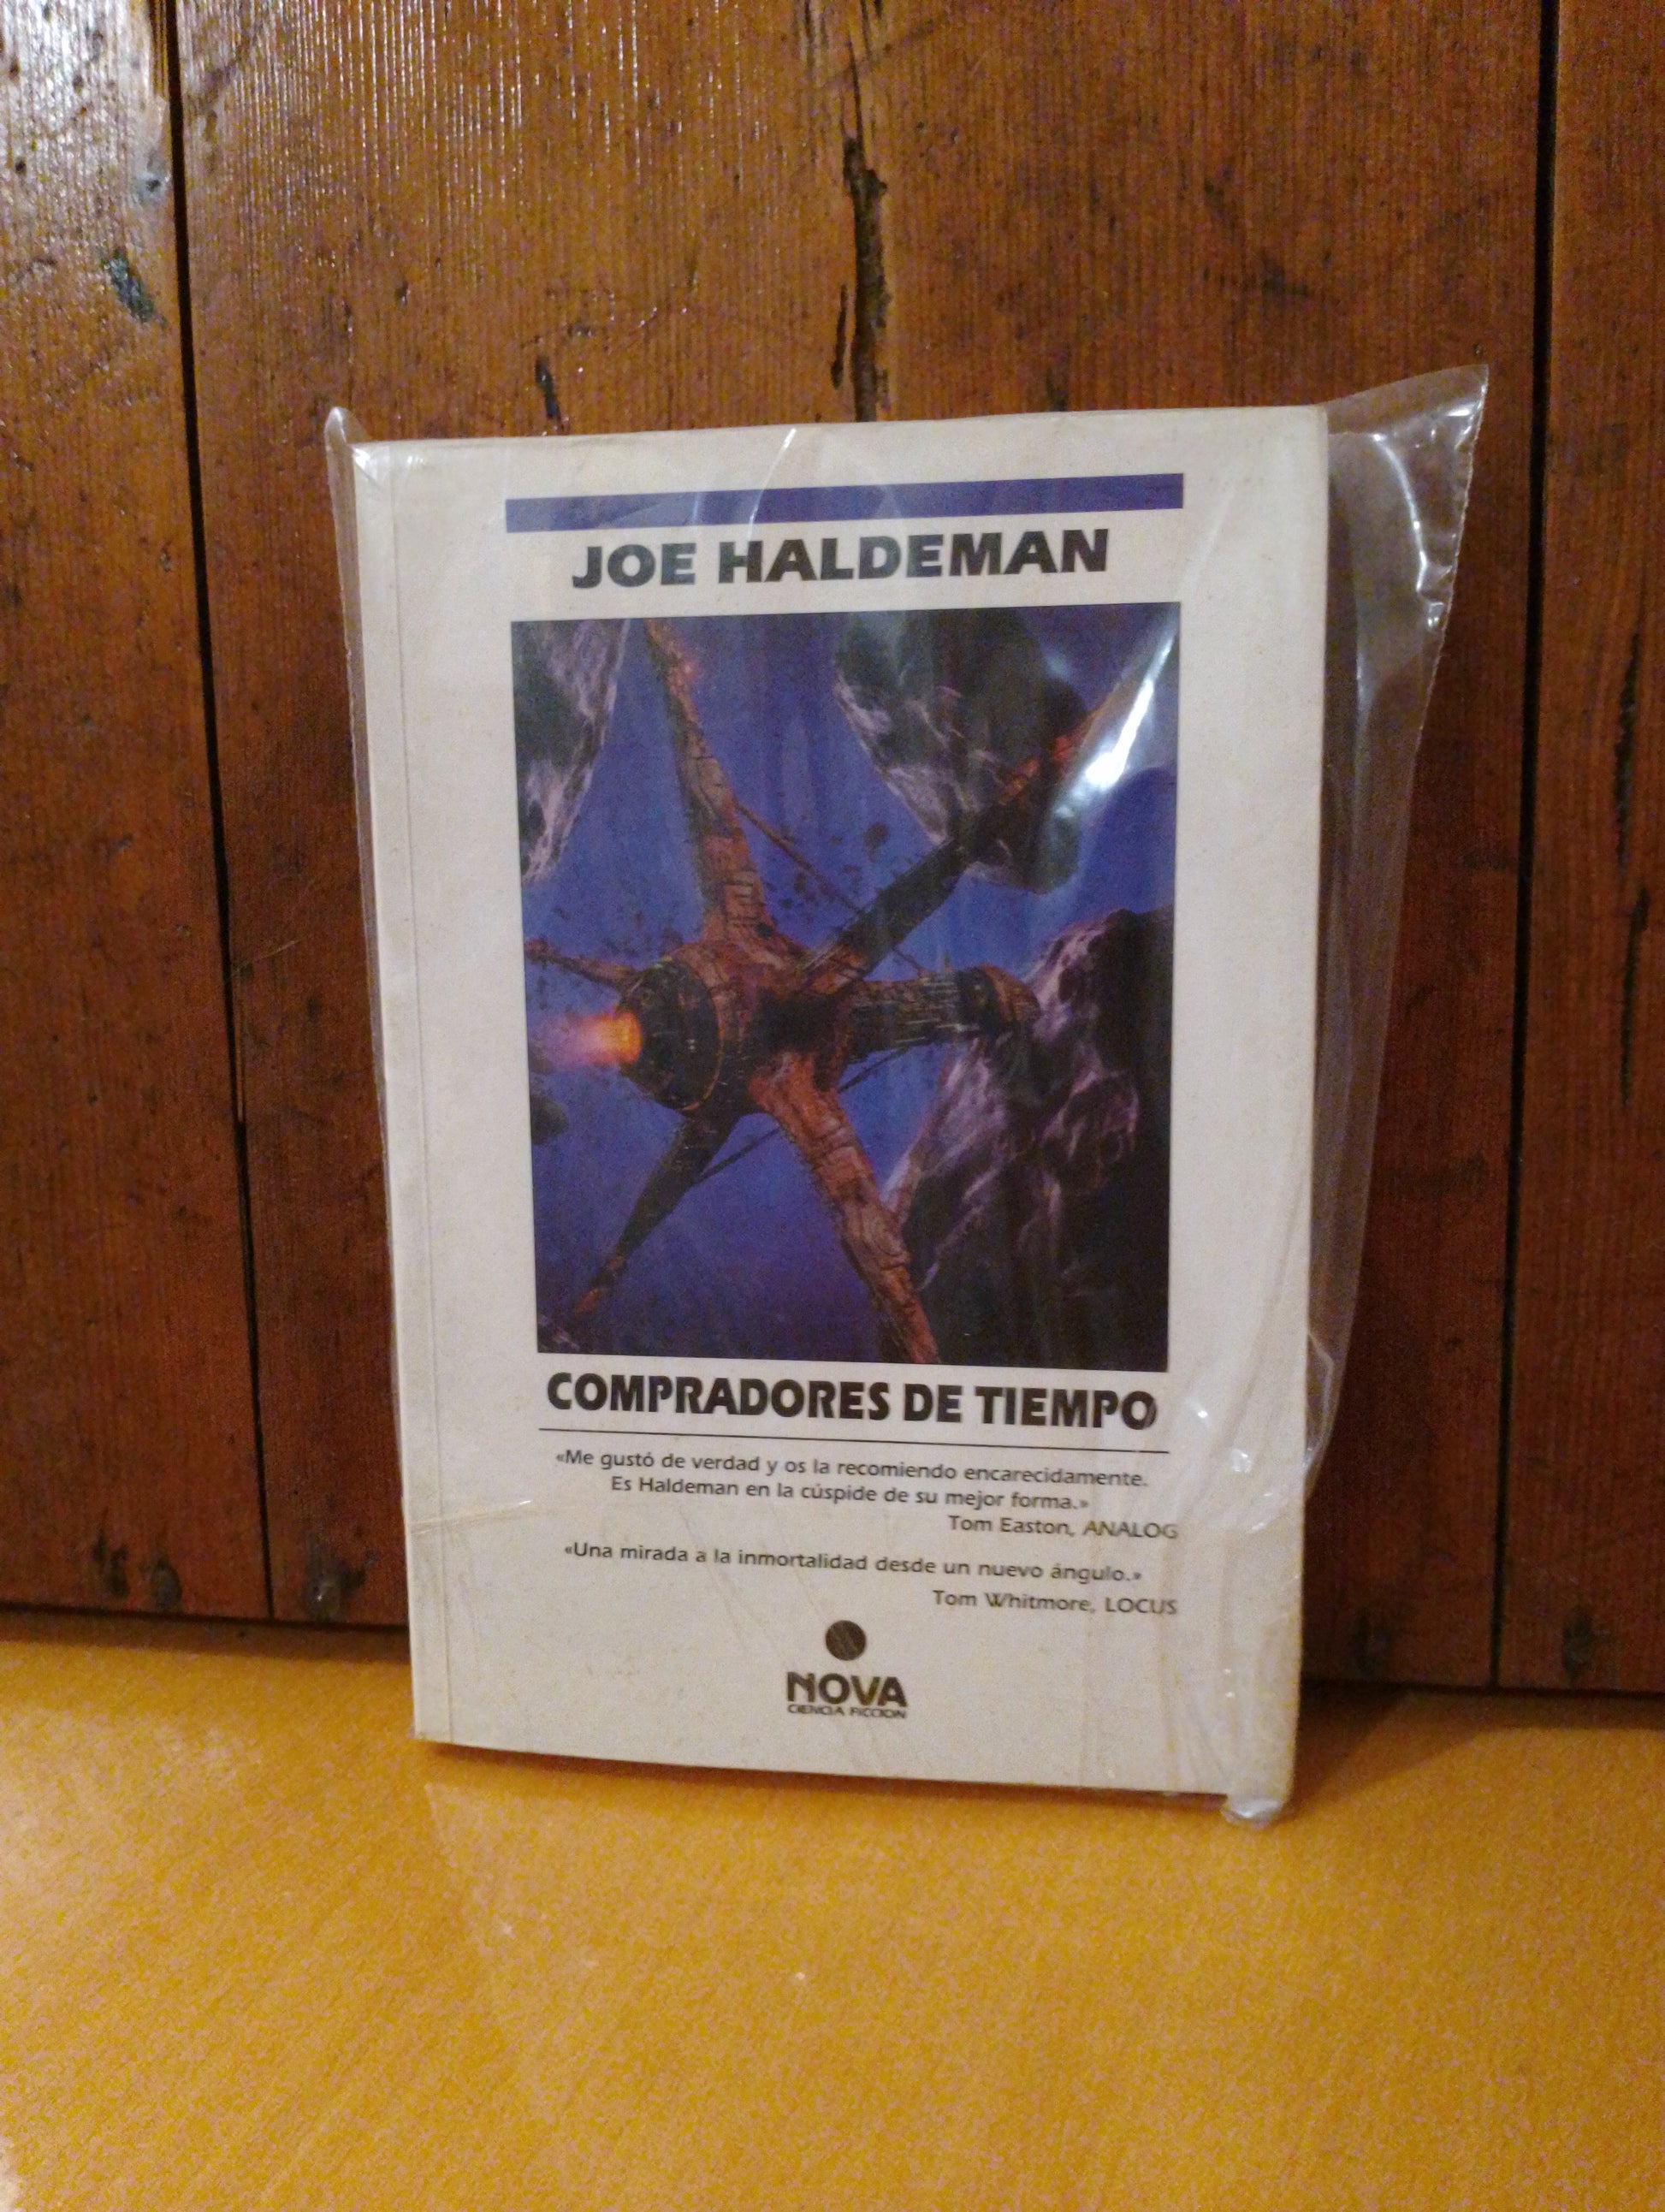 JOE HALDEMAN
COMPRADORES DE TIEMPO
«Me gustó de verdad y os la recomiendo encarecidamente.
Es Haldeman en la cúspide de su mejor forma.»
Tom Easton, ANALOG
«Una mirada a la inmortalidad desde un nuevo ángulo.»
Tom Whitmore, LOCUS
NOVA
CIENCIA FICCION